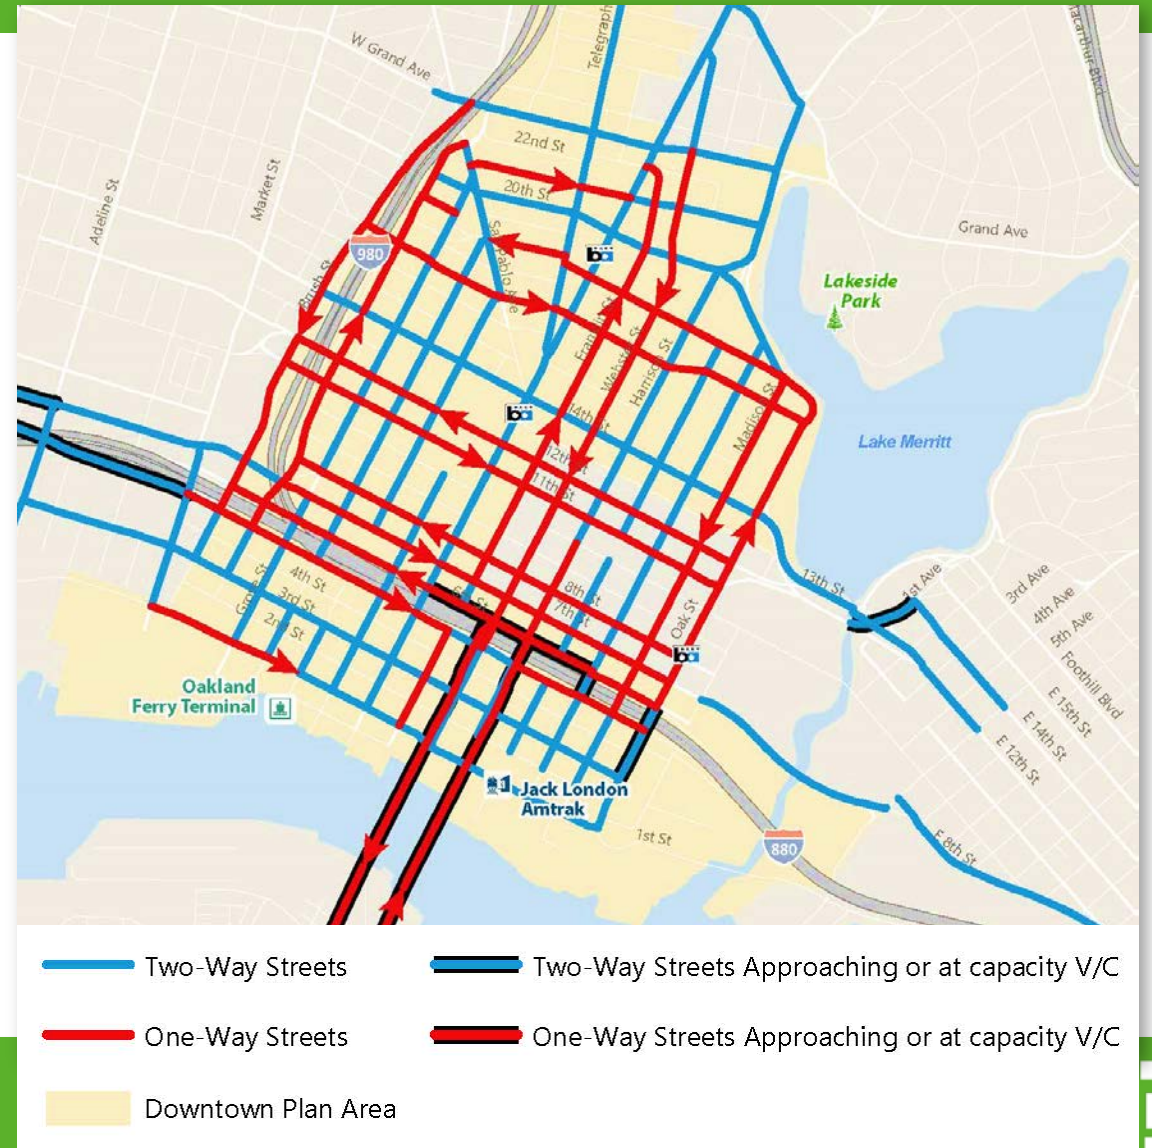 Telegraph
Macarthur Blvd
W Grand Ave
22nd St
Market St
20th St
Adeline St
Grand Ave
San Pablo Ave
980
Lakeside
Park
Brush St
Franklin St
Webster St
Harrison St
Madison St
14th St
Lake Merritt
12th St
11th St
13th St
1st Ave
3rd Ave
4th Ave
5th Ave
4th St
8th St
3rd St
7th St
6th St
Oak St
2nd St
Foothill Blvd
E 15th St
E 14th St
E 12th St
Oakland
Ferry Terminal
Jack London
Amtrak
1st St
880
E 8th St
Two-Way Streets
Two-Way Streets Approaching or at capacity V/C
One-Way Streets
One-Way Streets Approaching or at capacity V/C
Downtown Plan Area